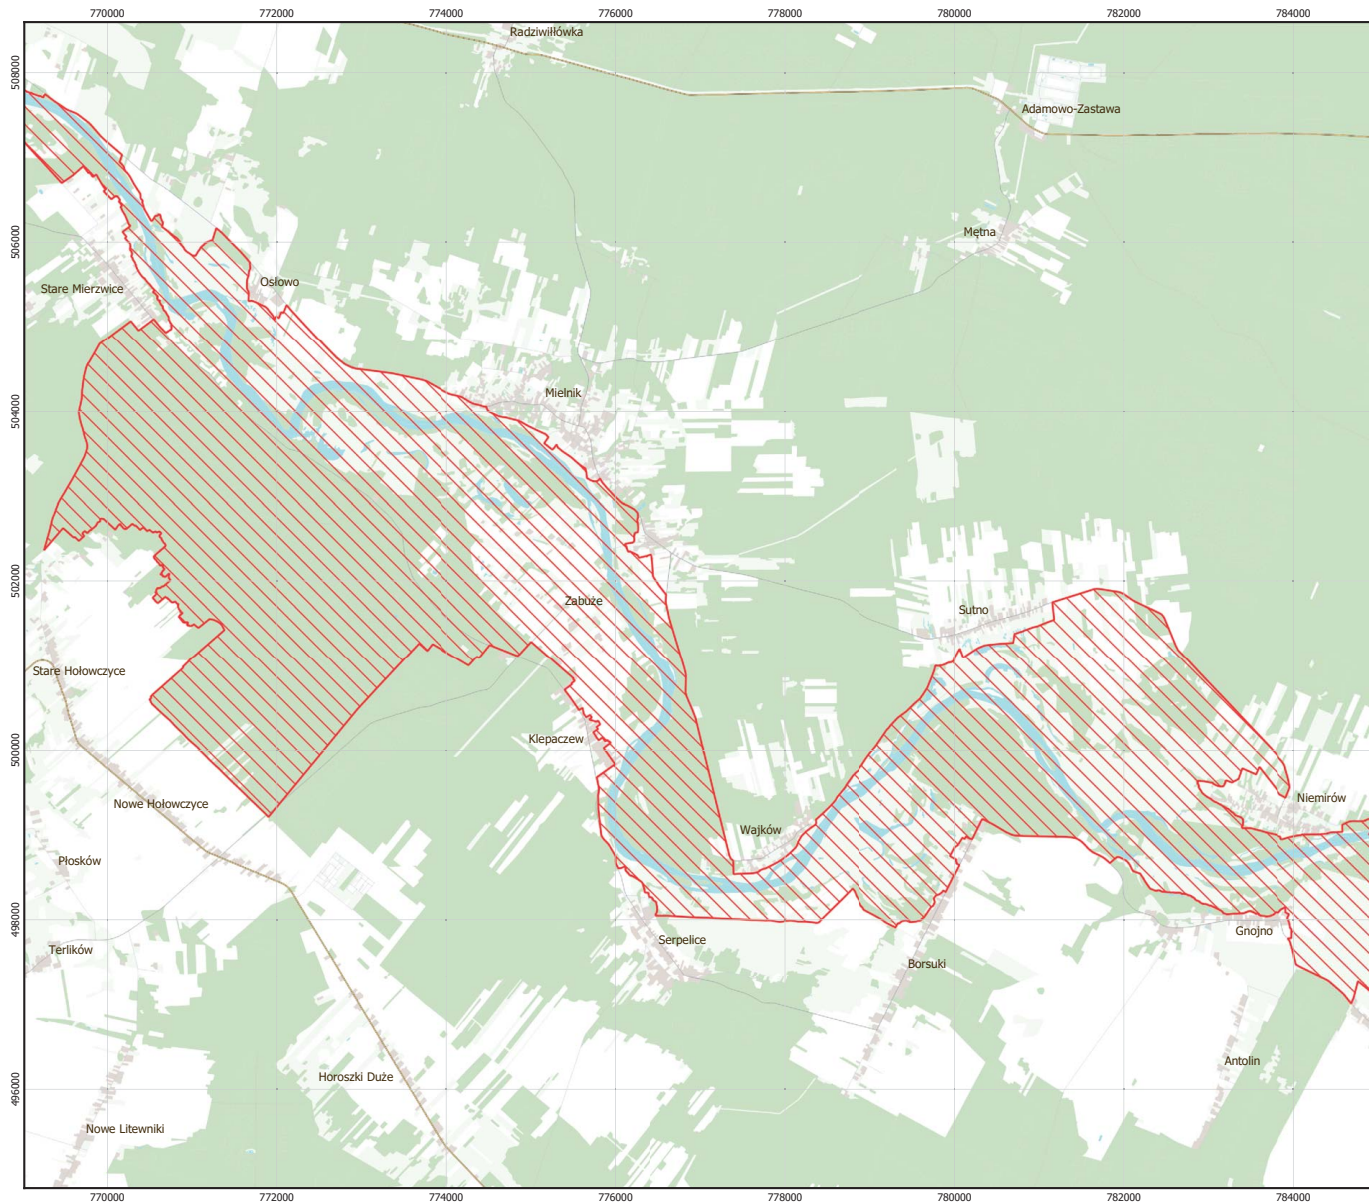 770000 772000 774000 776000 778000 780000 782000 784000
Radziwiłłówka
508000
Adamowo-Zastawa
Mętna
506000
Osłowo
Stare Mierzwice
Mielnik
504000
502000
Zabuże
Sutno
Stare Hołowczyce
Klepaczew
500000
Nowe Hołowczyce
Niemirów
Wajków
Płosków
498000
Gnojno
Serpelice
Terlików
Borsuki
Antolin
Horoszki Duże
496000
Nowe Litewniki
770000 772000 774000 776000 778000 780000 782000 784000